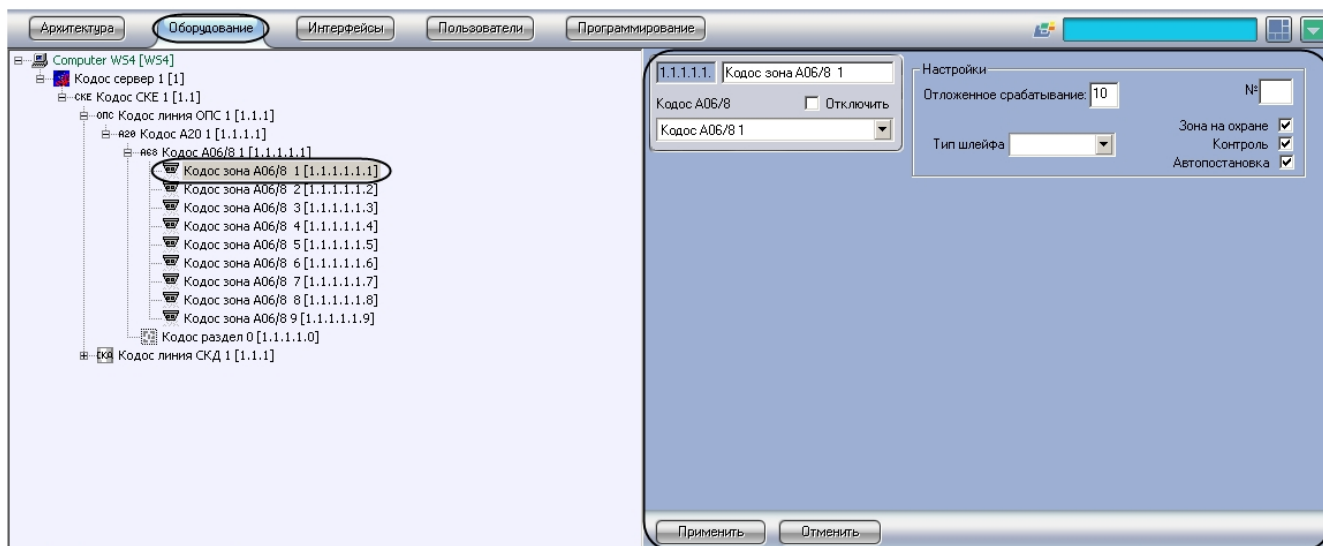 Архитектура Оборудование Интерфейсы Пользователи Программирование
Computer WS4 [WS4]
Кодос сервер 1 [1]
СКЕ Кодос СКЕ 1 [1.1]
ОПС Кодос линия ОПС 1 [1.1.1]
А20 Кодос А20 1 [1.1.1.1]
Кодос А06/8 1 [1.1.1.1.1]
Кодос зона А06/8 1 [1.1.1.1.1.1]
Кодос зона А06/8 2 [1.1.1.1.1.2]
Кодос зона А06/8 3 [1.1.1.1.1.3]
Кодос зона А06/8 4 [1.1.1.1.1.4]
Кодос зона А06/8 5 [1.1.1.1.1.5]
Кодос зона А06/8 6 [1.1.1.1.1.6]
Кодос зона А06/8 7 [1.1.1.1.1.7]
Кодос зона А06/8 8 [1.1.1.1.1.8]
Кодос зона А06/8 9 [1.1.1.1.1.9]
Кодос раздел 0 [1.1.1.1.0]
СКД Кодос линия СКД 1 [1.1.1]
1.1.1.1.1. Кодос зона А06/8 1
Кодос А06/8 Отключить
Кодос А06/8 1
Настройки
Отложенное срабатывание: 10 №
Зона на охране
Тип шлейфа Контроль
Автопостановка
Применить Отменить